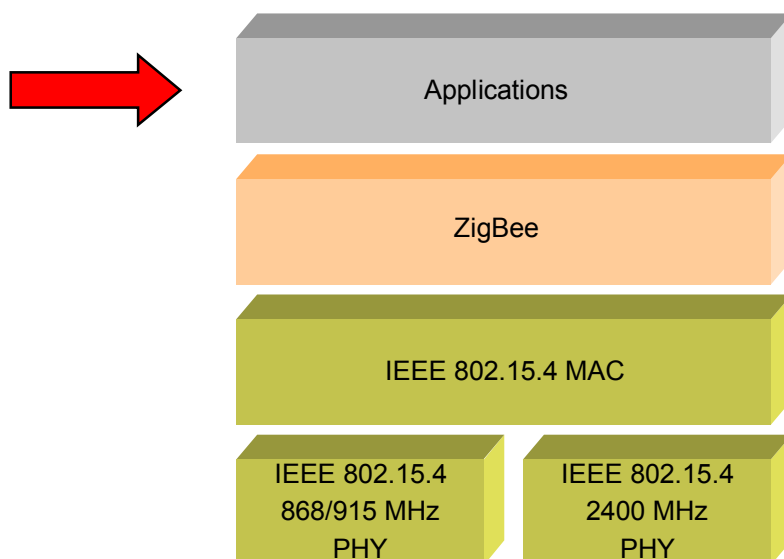 Applications
ZigBee
IEEE 802.15.4 MAC
IEEE 802.15.4
868/915 MHz
PHY
IEEE 802.15.4
2400 MHz
PHY